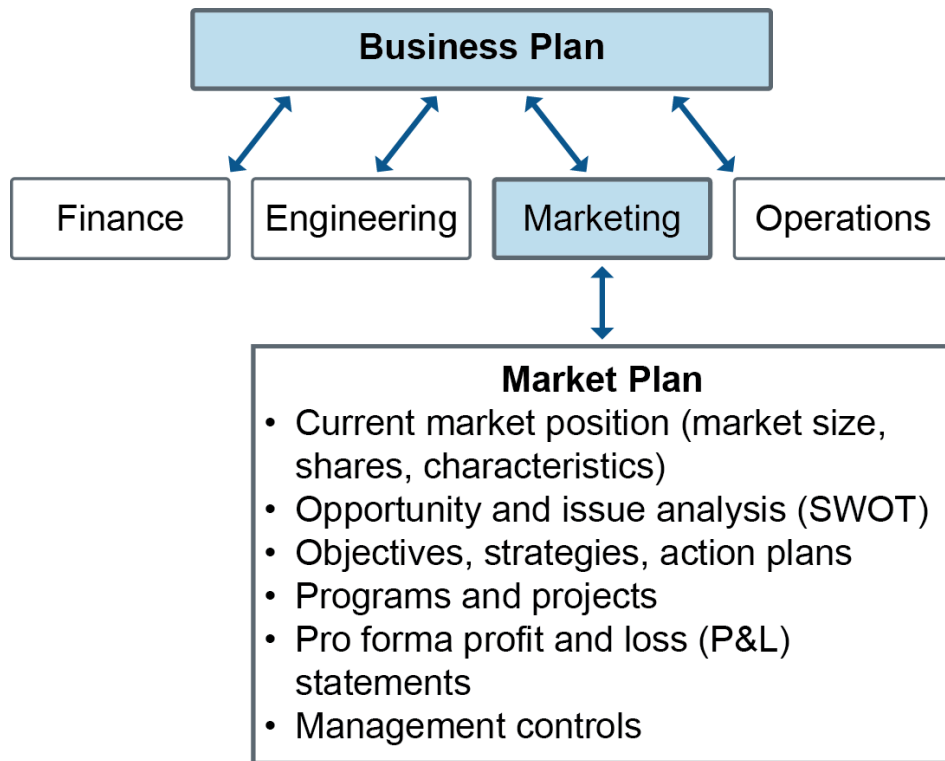 Business Plan
Finance
Engineering
Marketing
Operations
Market Plan
• Current market position (market size,
shares, characteristics)
• Opportunity and issue analysis (SWOT)
• Objectives, strategies, action plans
• Programs and projects
• Pro forma profit and loss (P&L)
statements
• Management controls